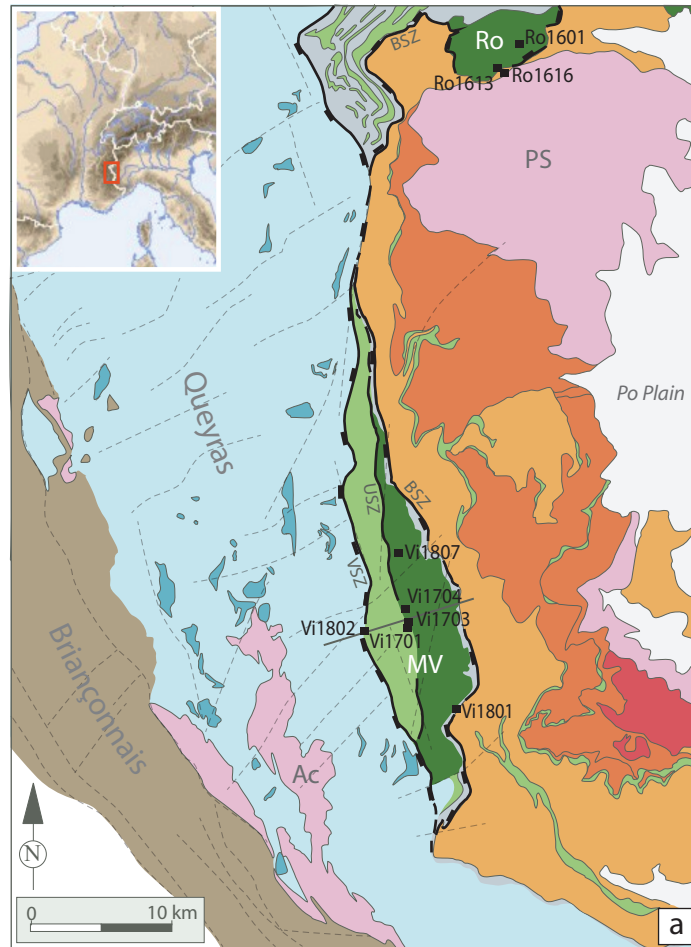 BSZ
Ro
Ro1601
Ro1613
Ro1616
PS
Po Plain
Queyras
USZ
BSZ
VSZ
Vi1807
Vi1704
Vi1703
Vi1802
Vi1701
MV
Vi1801
Briançonnais
Ac
N
0 10 km
a